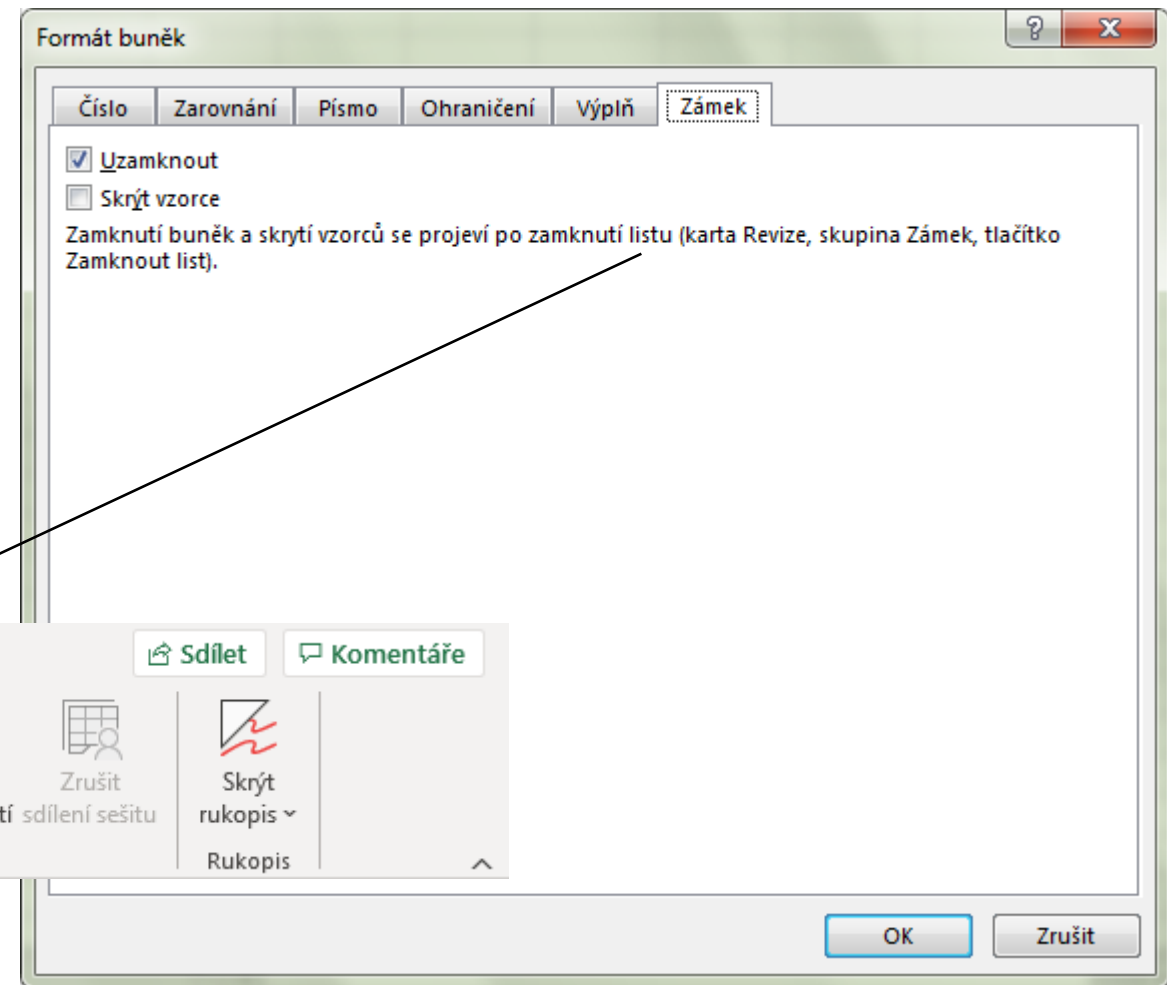 Formát buněk
Číslo Zarovnání Písmo Ohraničení Výplň Zámek
Uzamknout
Skrýt vzorce
Zamknutí buněk a skrytí vzorců se projeví po zamknutí listu (karta Revize, skupina Zámek, tlačítko
Zamknout list).
Sdílet Komentáře
Zrušit
sdílení sešitu
Skrýt
rukopis
Rukopis
OK Zrušit